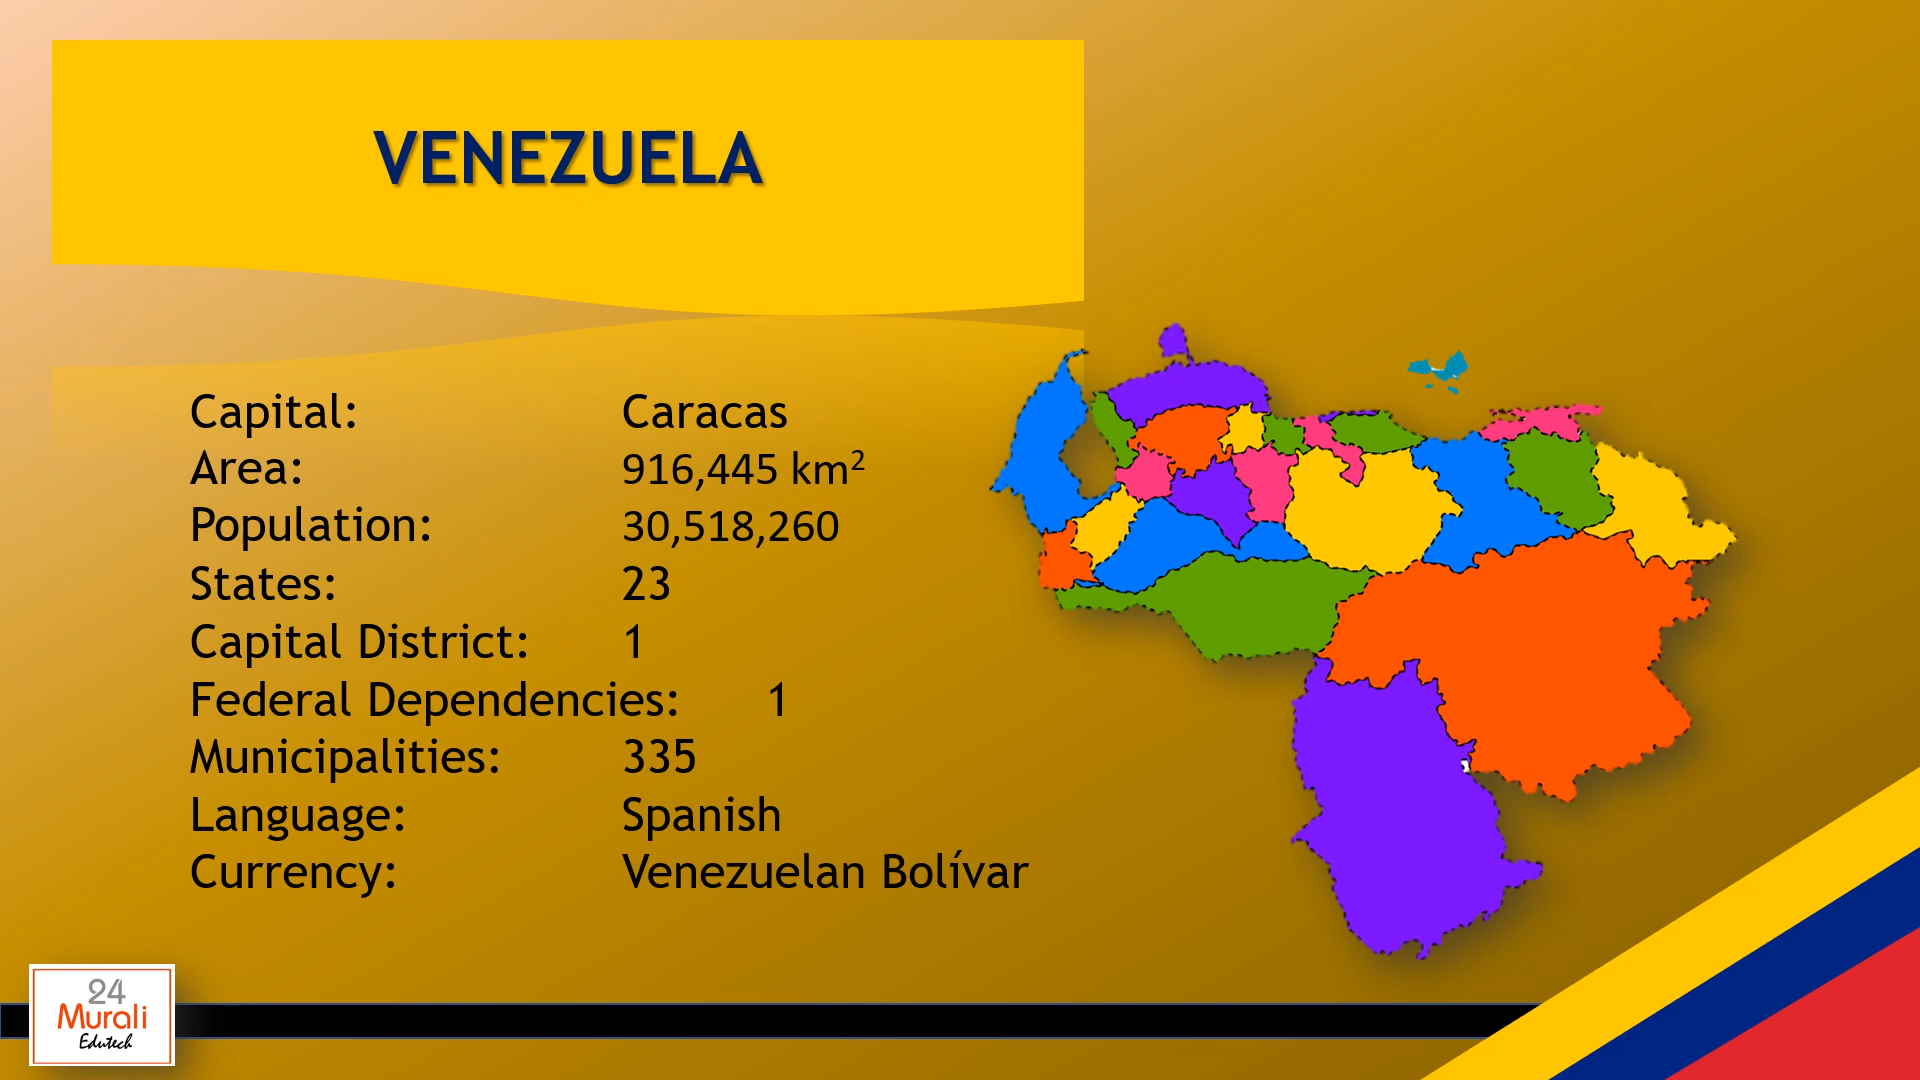 VENEZUELA
Capital: Caracas
Area: 916,445 km²
Population: 30,518,260
States: 23
Capital District: 1
Federal Dependencies: 1
Municipalities: 335
Language: Spanish
Currency: Venezuelan Bolívar
24
Murali
Edutech